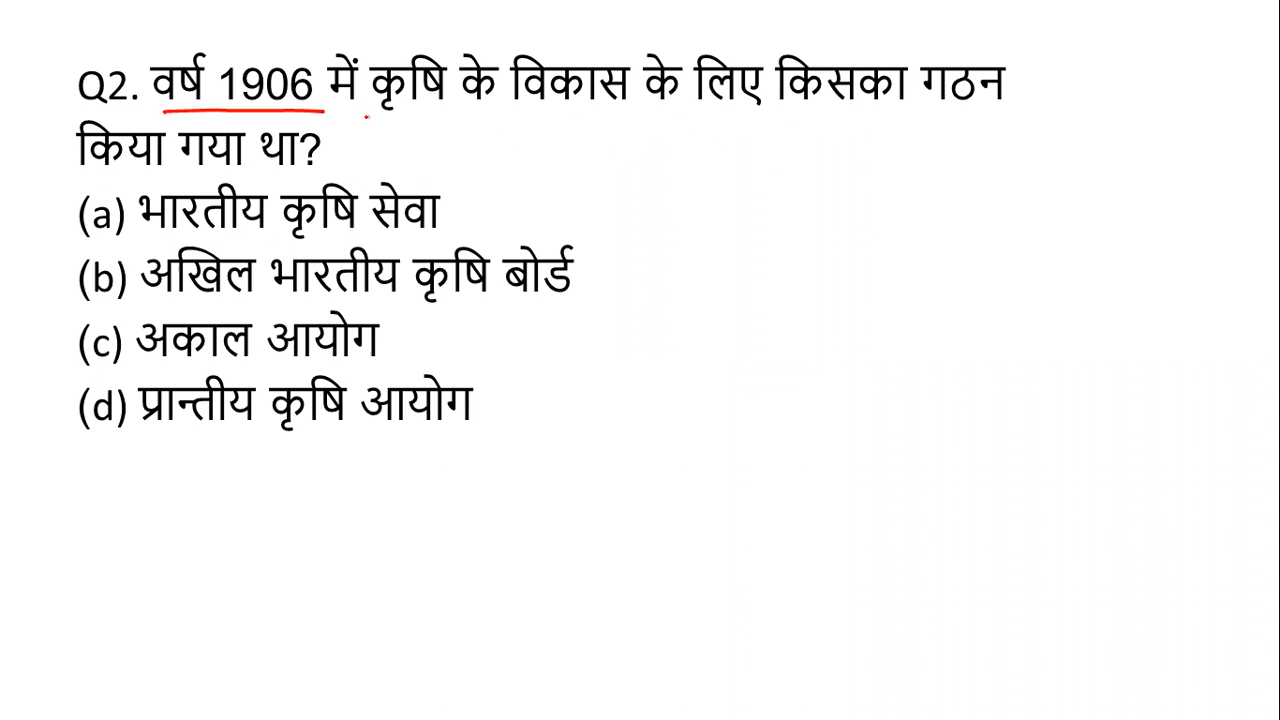 Q2. वर्ष 1906 में कृषि के विकास के लिए किसका गठन
किया गया था?
(a) भारतीय कृषि सेवा
(b) अखिल भारतीय कृषि बोर्ड
(c) अकाल आयोग
(d) प्रान्तीय कृषि आयोग